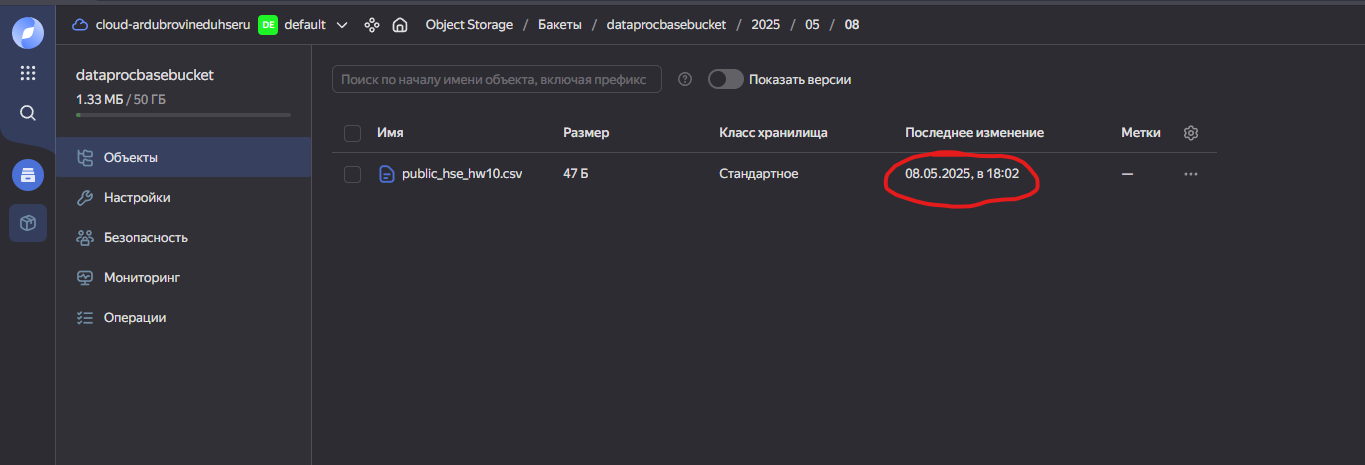 cloud-ardubrovineduhseru DE default Object Storage / Бакеты / dataprocbasebucket / 2025 / 05 / 08
dataprocbasebucket
1.33 МБ / 50 ГБ
Объекты
Настройки
Безопасность
Мониторинг
Операции
Поиск по началу имени объекта, включая префикс ? Показать версии
Имя Размер Класс хранилища Последнее изменение Метки
public_hse_hw10.csv 47 Б Стандартное 08.05.2025, в 18:02 —